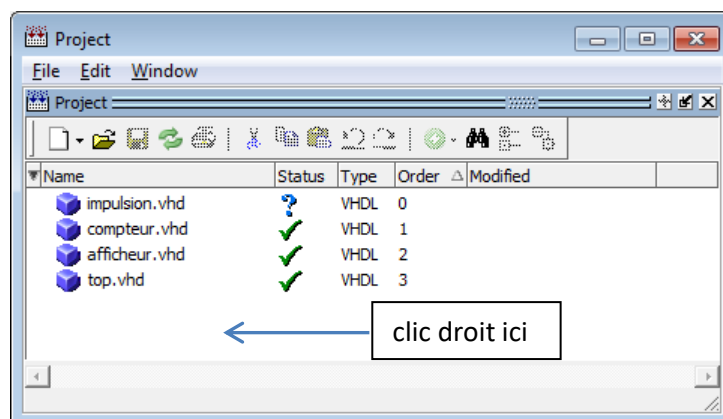 Project
File Edit Window
Project
Name Status Type Order Modified
impulsion.vhd ? VHDL 0
compteur.vhd VHDL 1
afficheur.vhd VHDL 2
top.vhd VHDL 3
clic droit ici